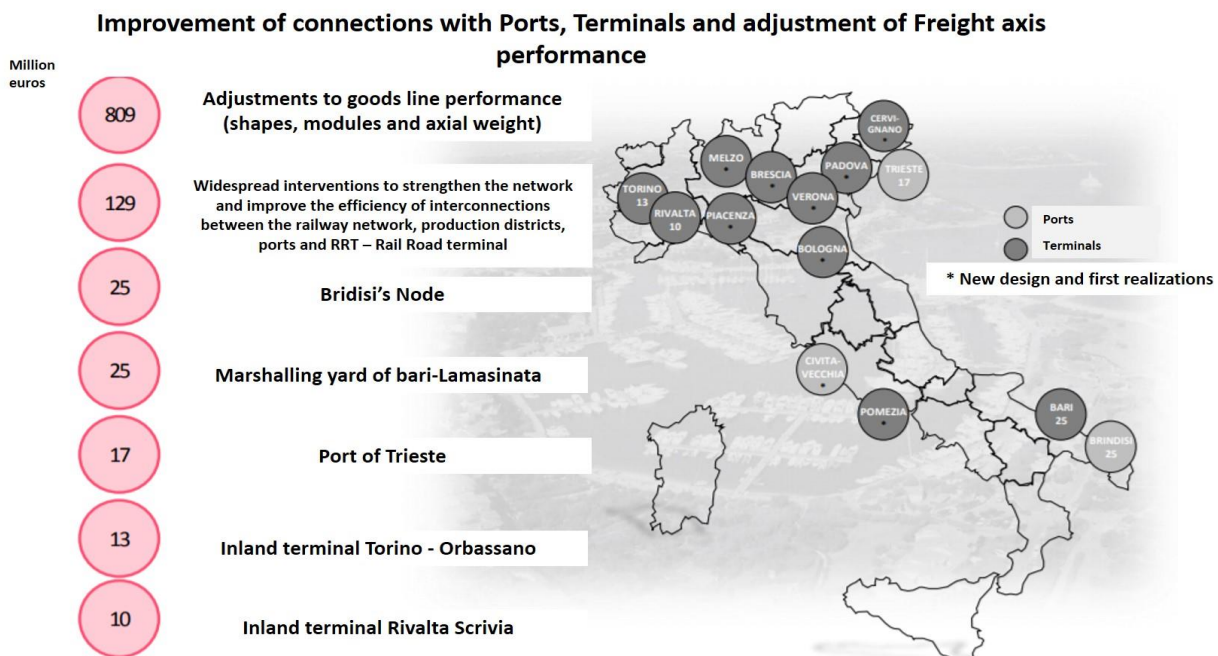 Improvement of connections with Ports, Terminals and adjustment of Freight axis
performance
Million
euros
809
Adjustments to goods line performance
(shapes, modules and axial weight)
129
Widespread interventions to strengthen the network
and improve the efficiency of interconnections
between the railway network, production districts,
ports and RRT – Rail Road terminal
25
Bridisi's Node
25
Marshalling yard of bari-Lamasinata
17
Port of Trieste
13
Inland terminal Torino - Orbassano
10
Inland terminal Rivalta Scrivia
CERVI-
GNANO
*
MELZO
*
BRESCIA
*
PADOVA
*
TRIESTE
17
TORINO
13
VERONA
*
RIVALTA
10
PIACENZA
*
BOLOGNA
*
CIVITA-
VECCHIA
*
POMEZIA
*
BARI
25
BRINDISI
25
Ports
Terminals
* New design and first realizations